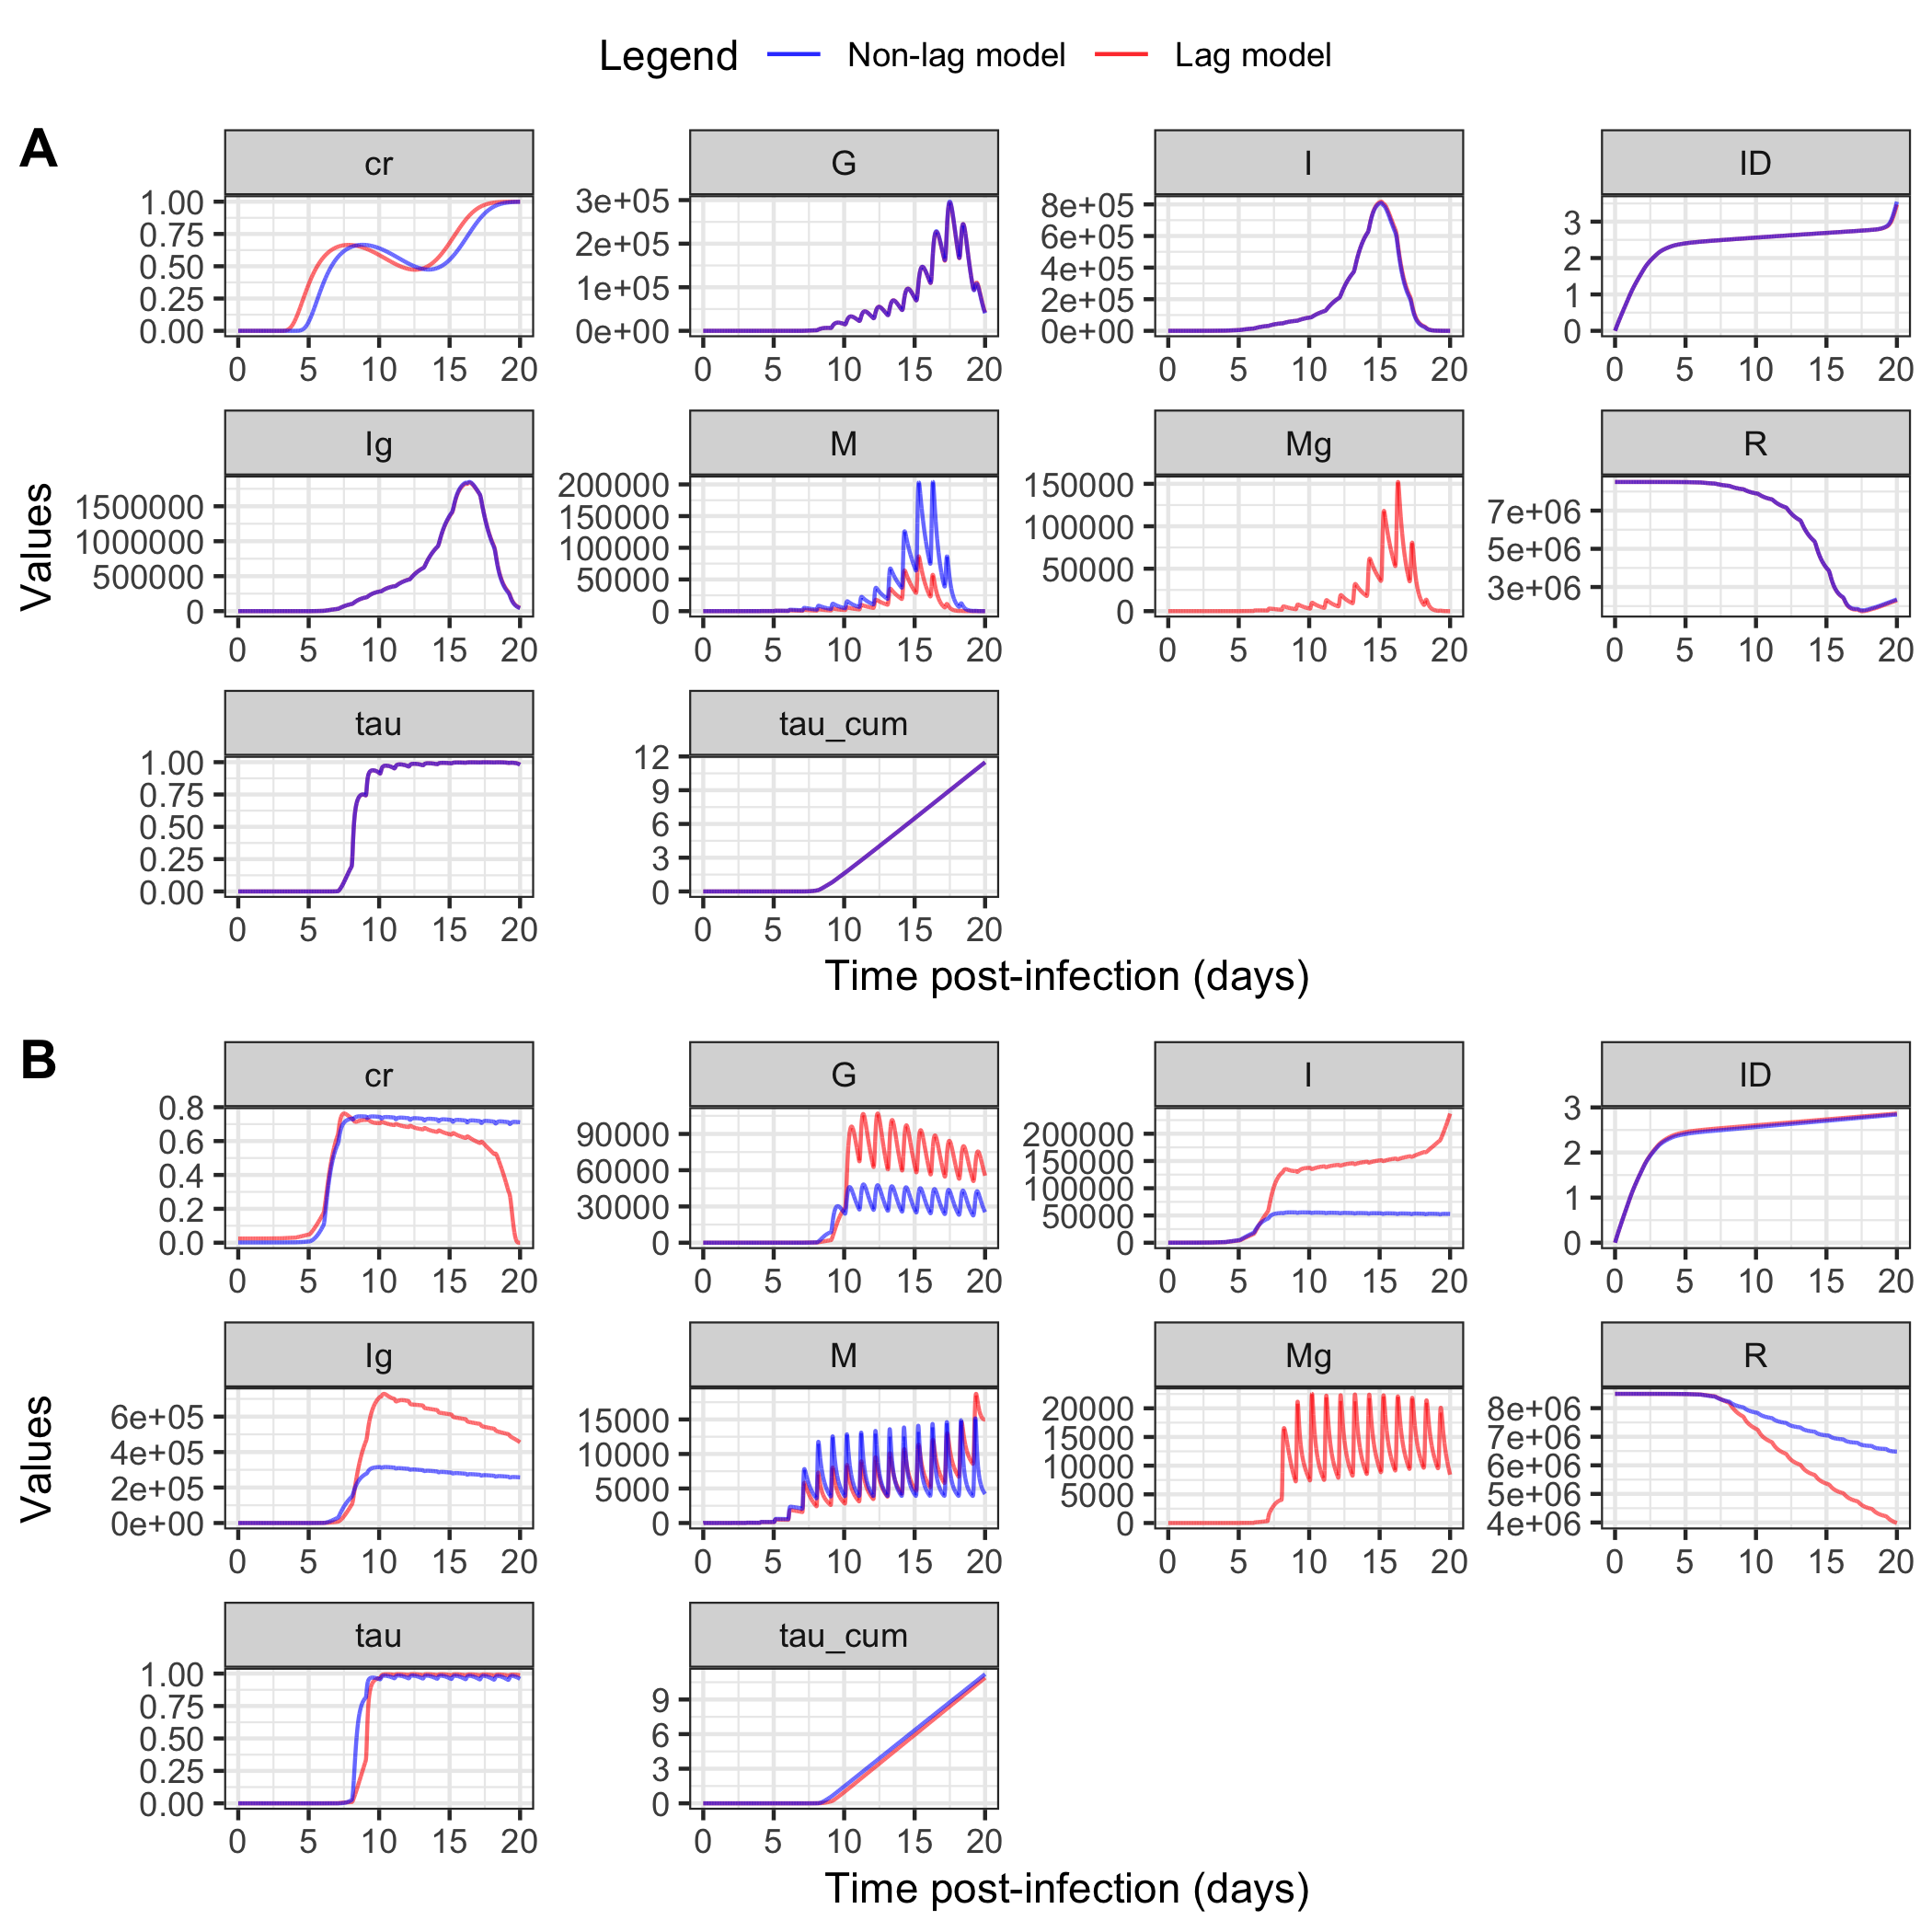 Legend Non-lag model Lag model
A
cr G I ID
1.00 3e+05 8e+05 3
0.75 2e+05 6e+05 2
0.50 1e+05 4e+05 1
0.25 0e+00 2e+05 0
0.00 0e+00
0 5 10 15 20 0 5 10 15 20 0 5 10 15 20 0 5 10 15 20
Ig M Mg R
1500000 200000 150000 7e+06
1000000 150000 100000 5e+06
500000 100000 50000 3e+06
0 50000 0
0
0 5 10 15 20 0 5 10 15 20 0 5 10 15 20 0 5 10 15 20
Values
tau tau_cum
1.00 12
0.75 9
0.50 6
0.25 3
0.00 0
0 5 10 15 20 0 5 10 15 20
Time post-infection (days)
B
cr G I ID
0.8 90000 200000 3
0.6 60000 150000 2
0.4 30000 100000 1
0.2 0 50000 0
0.0 0
0 5 10 15 20 0 5 10 15 20 0 5 10 15 20 0 5 10 15 20
Ig M Mg R
6e+05 15000 20000 8e+06
4e+05 10000 15000 7e+06
2e+05 5000 10000 6e+06
0e+00 0 5000 5e+06
0 4e+06
0 5 10 15 20 0 5 10 15 20 0 5 10 15 20 0 5 10 15 20
Values
tau tau_cum
1.00 9
0.75 6
0.50 3
0.25 0
0.00
0 5 10 15 20 0 5 10 15 20
Time post-infection (days)